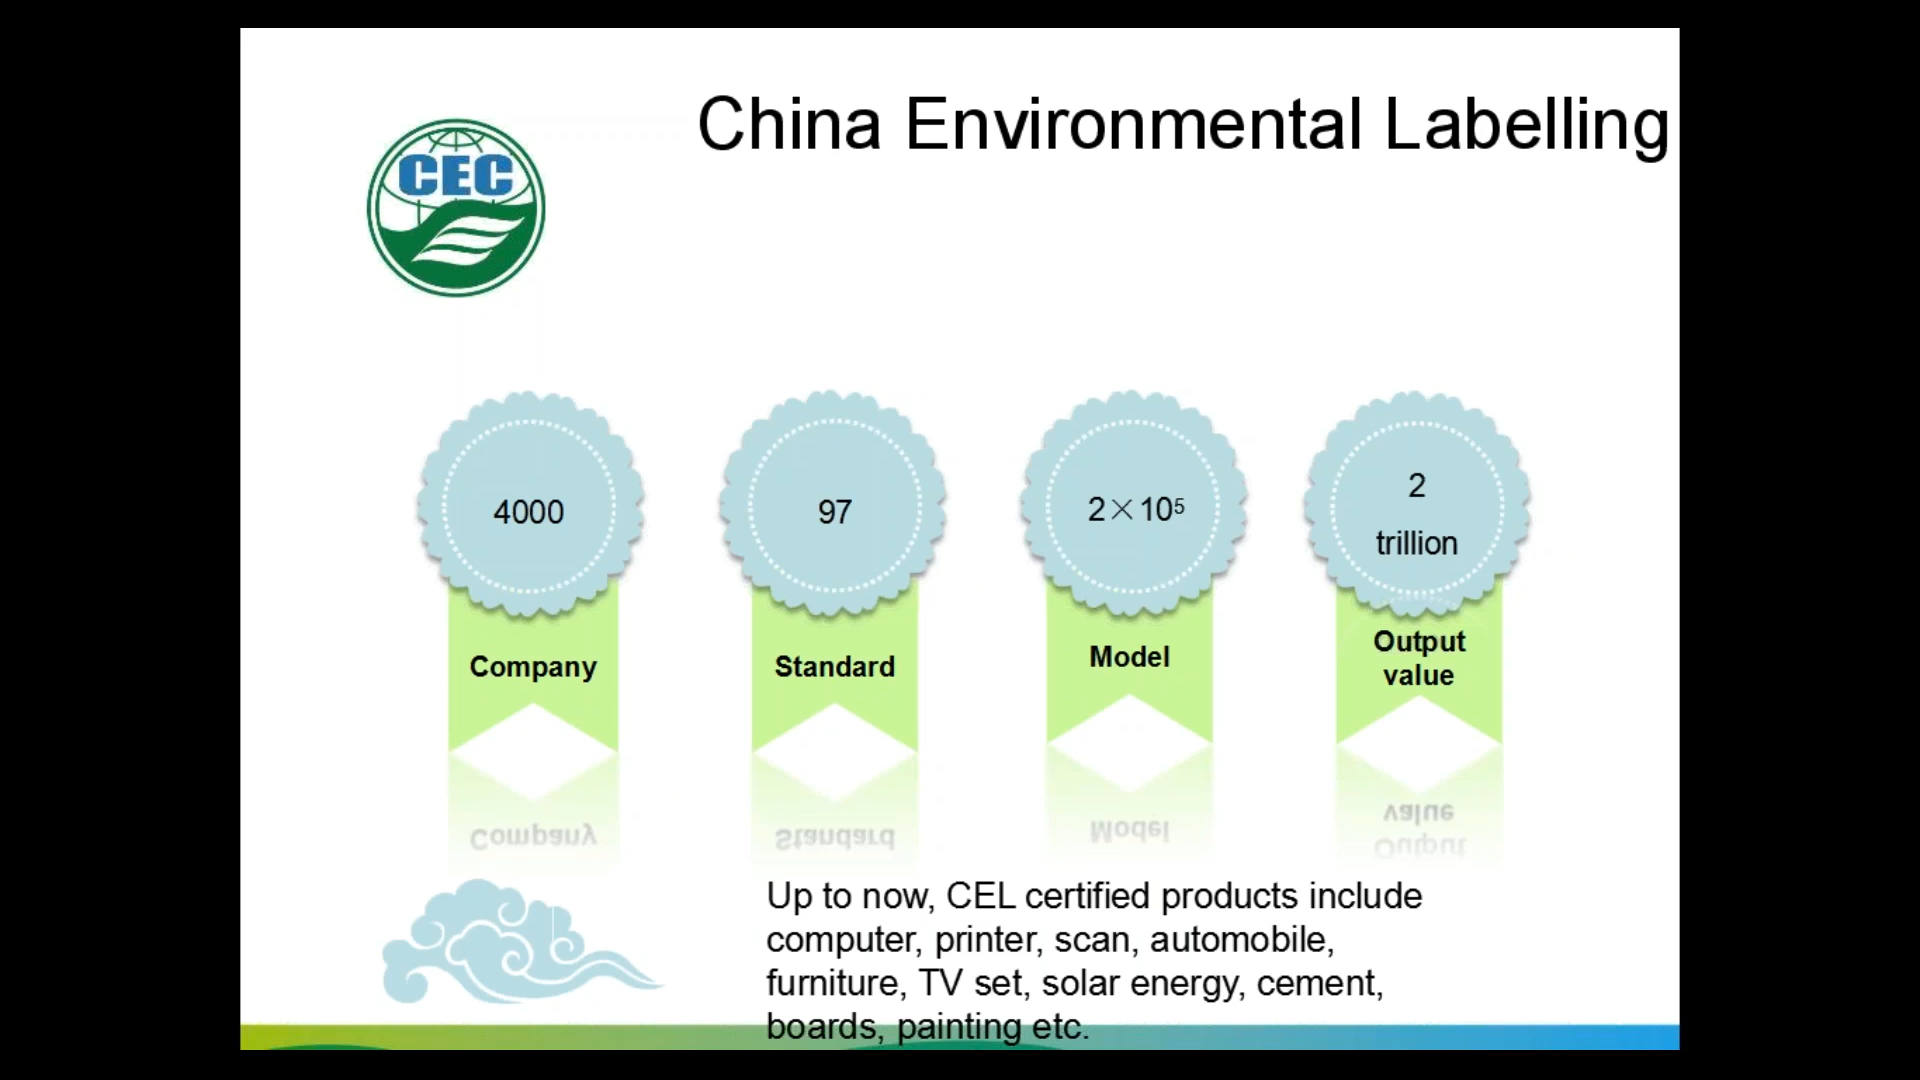 China Environmental Labelling
CEC
4000
97
2×10⁵
2
trillion
Company
Standard
Model
Output
value
Up to now, CEL certified products include
computer, printer, scan, automobile,
furniture, TV set, solar energy, cement,
boards, painting etc.